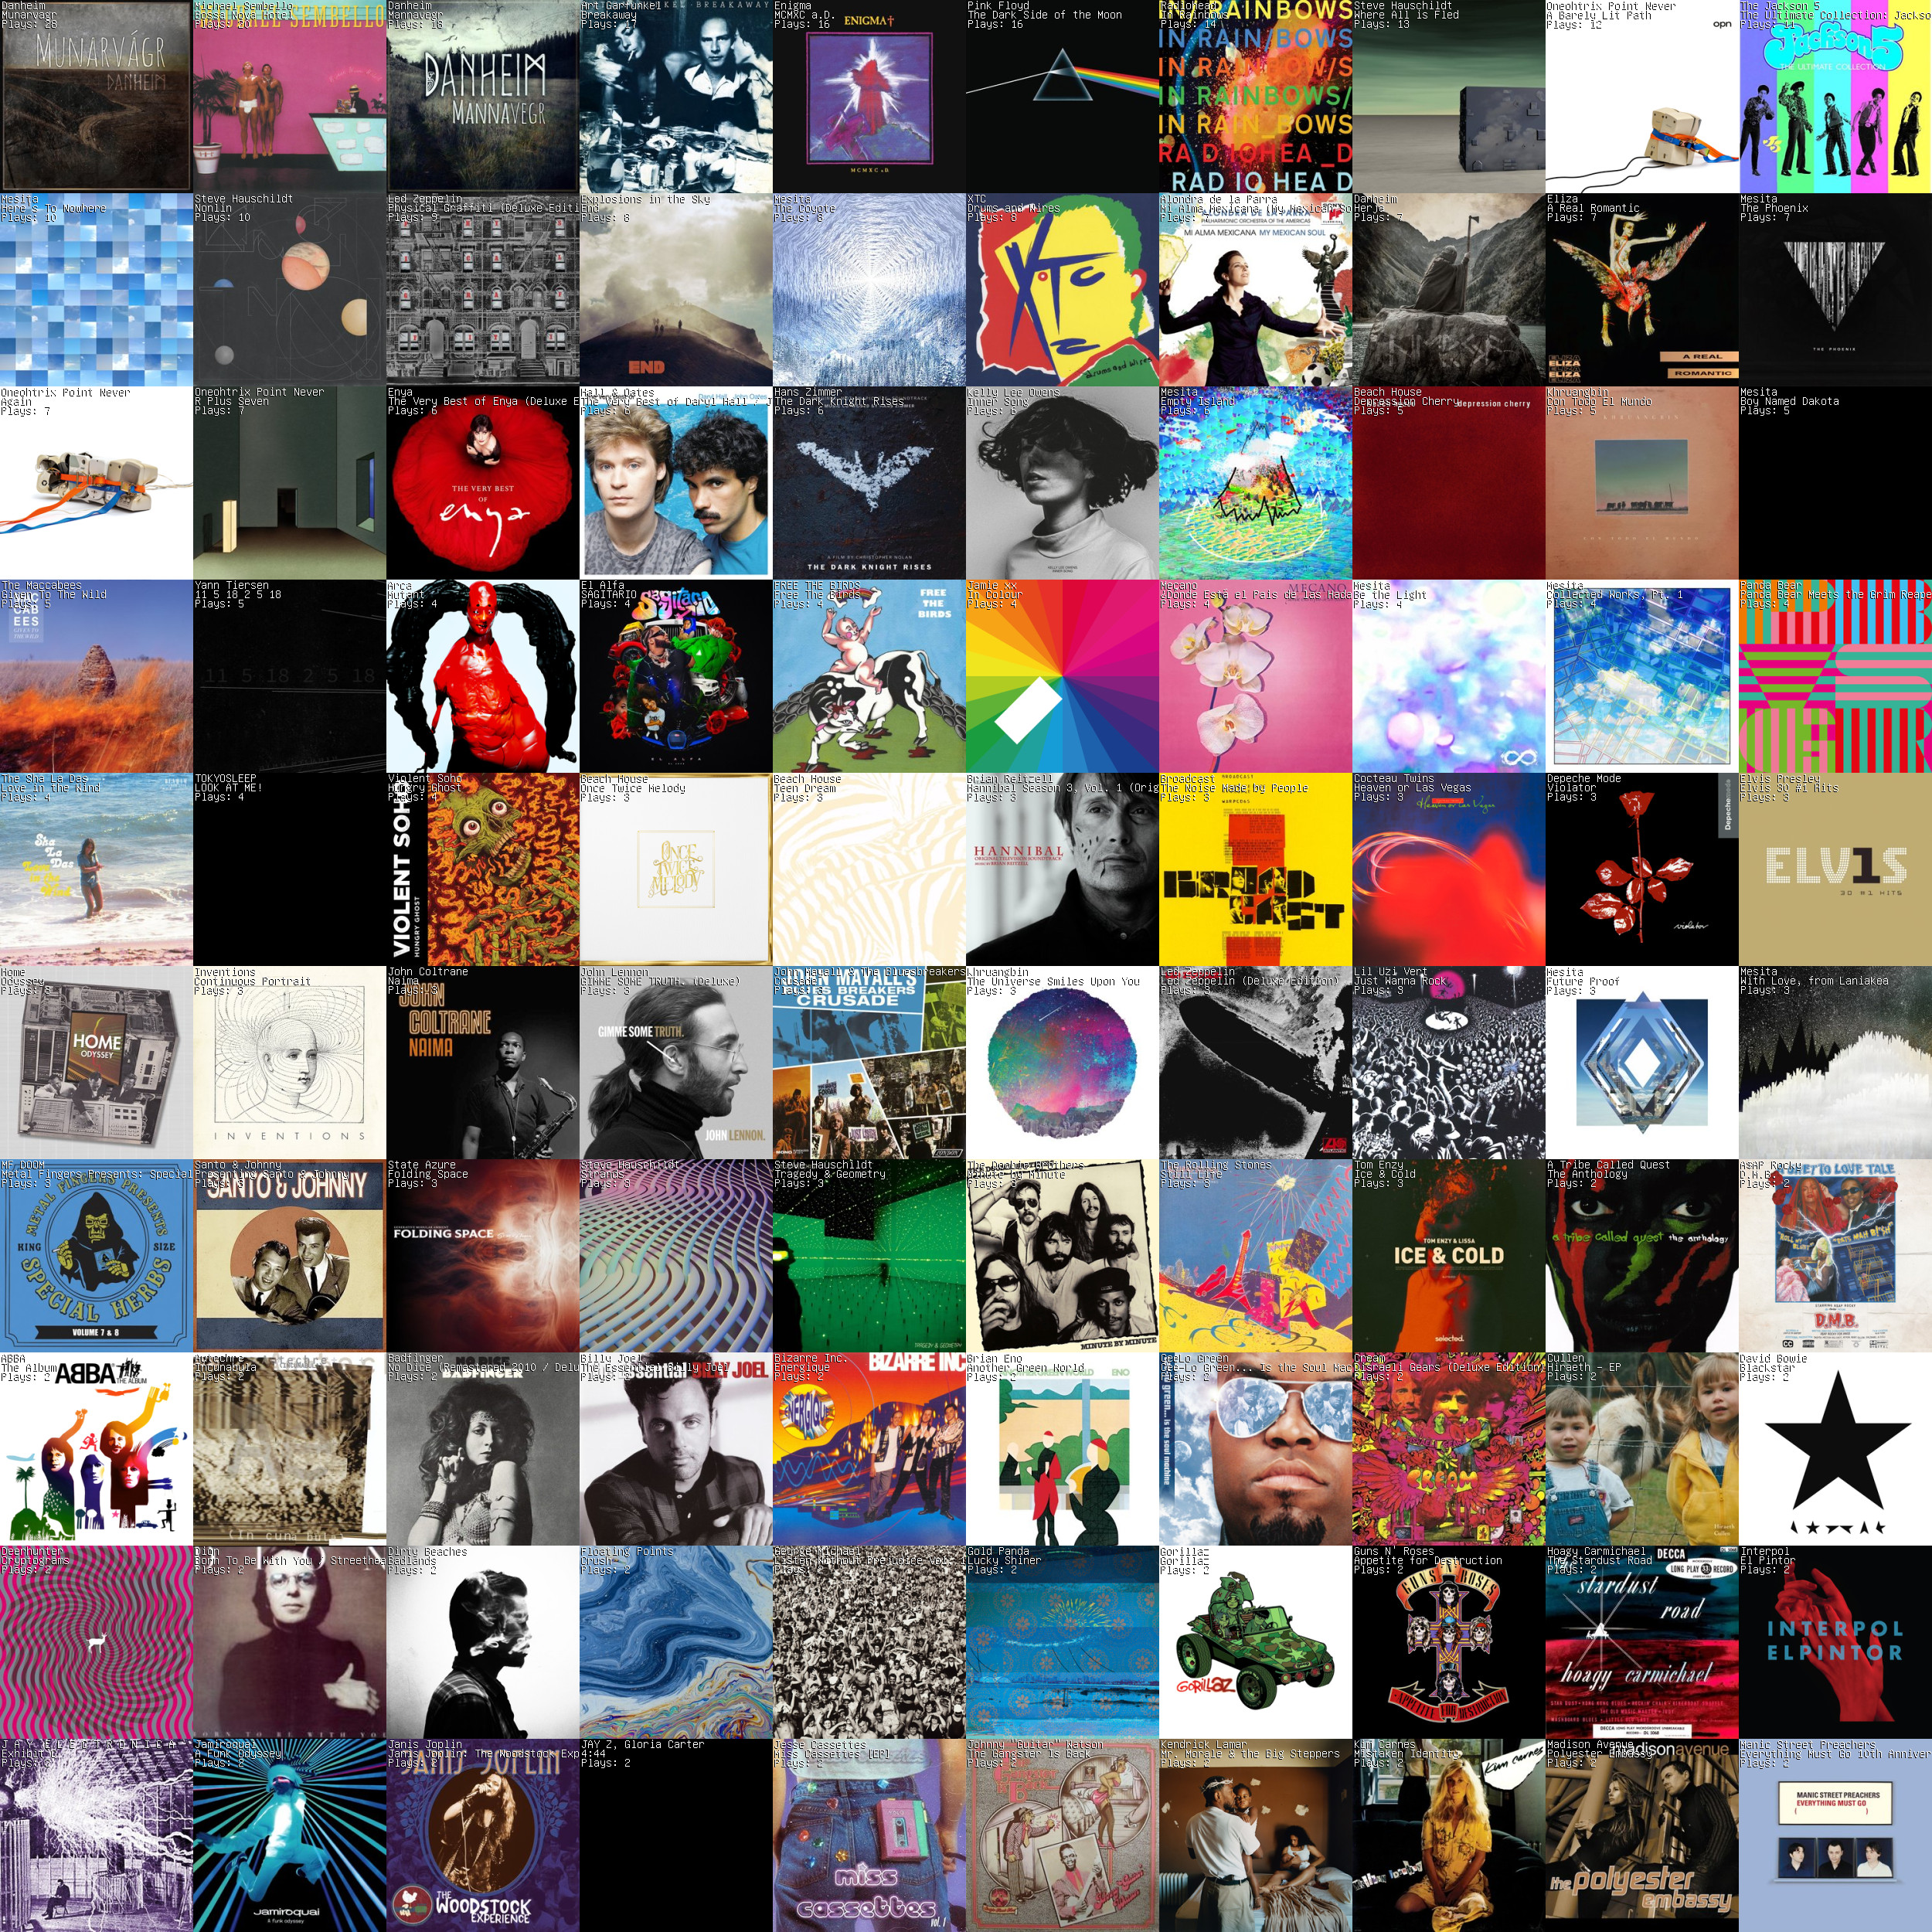 Danheim
Munarvagr
Plays: 28
MUNARVÁGR
DANHEIM
Michael Sembello
Bossa Nova Hotel
Plays: 20
Danheim
Mannavegr
Plays: 18
DANHEIM
MANNAVEGR
Art Garfunkel
Breakaway
Plays: 17
Enigma
MCMXC a.D.
Plays: 16
ENIGMA
MCMXC a.D.
Pink Floyd
The Dark Side of the Moon
Plays: 16
Radiohead
In Rainbows
Plays: 14
IN RAINBOWS
IN RAIN/BOWS
IN RAINBOW/S
IN RAINBOWS/
IN RAIN_BOWS
RA D IOHEA _D
RAD IO HEA D
Steve Hauschildt
Where All is Fled
Plays: 13
Oneohtrix Point Never
A Barely Lit Path
Plays: 12
opn
The Jackson 5
The Ultimate Collection: Jackso
Plays: 11
Jackson 5
THE ULTIMATE COLLECTION
Mesita
Here's To Nowhere
Plays: 10
Steve Hauschildt
Nonlin
Plays: 10
Led Zeppelin
Physical Graffiti (Deluxe Editi
Plays: 9
Explosions in the Sky
End
Plays: 8
END
Mesita
The Coyote
Plays: 8
XTC
Drums and Wires
Plays: 8
XTC
Drums and Wires
Alondra de la Parra
Mi Alma Mexicana (My Mexican So
ALONDRA DE LA PARRA
PHILHARMONIC ORCHESTRA OF THE AMERICAS
MI ALMA MEXICANA MY MEXICAN SOUL
Danheim
Herja
Plays: 7
Eliza
A Real Romantic
Plays: 7
ELIZA
ELIZA
ELIZA
A REAL
ROMANTIC
Mesita
The Phoenix
Plays: 7
THE PHOENIX
Oneohtrix Point Never
Again
Plays: 7
Oneohtrix Point Never
R Plus Seven
Plays: 7
Enya
The Very Best of Enya (Deluxe E
Plays: 6
THE VERY BEST
OF
enya
Hall & Oates
The Very Best of Daryl Hall / J
Plays: 6
Hans Zimmer
The Dark Knight Rises
Plays: 6
A FILM BY CHRISTOPHER NOLAN
THE DARK KNIGHT RISES
Kelly Lee Owens
Inner Song
Plays: 6
Mesita
Empty Island
Plays: 6
Beach House
Depression Cherry
Plays: 5
depression cherry
Khruangbin
Con Todo El Mundo
Plays: 5
Mesita
Boy Named Dakota
Plays: 5
The Maccabees
Given To The Wild
Plays: 5
Yann Tiersen
11 5 18 2 5 18
Plays: 5
11 5 18 2 5 18
Arca
Mutant
Plays: 4
El Alfa
SAGITARIO
Plays: 4
Sagitario
EL ALFA
FREE THE BIRDS
Free The Birds
Plays: 4
FREE
THE
BIRDS
Jamie xx
In Colour
Plays: 4
Mecano
¿Dónde Está el País de las Hada
Plays: 4
MECANO
Mesita
Be the Light
Plays: 4
Mesita
Collected Works, Pt. 1
Plays: 4
Panda Bear
Panda Bear Meets the Grim Reape
Plays: 4
The Sha La Das
Love in the Wind
Plays: 4
Sha
La
Das
Love
in the
Wind
TOKYOSLEEP
LOOK AT ME!
Plays: 4
Violent Soho
Hungry Ghost
Plays: 4
VIOLENT SOHO
HUNGRY GHOST
Beach House
Once Twice Melody
Plays: 3
ONCE
TWICE
MELODY
Beach House
Teen Dream
Plays: 3
Brian Reitzell
Hannibal Season 3, Vol. 1 (Orig
Plays: 3
HANNIBAL
ORIGINAL TELEVISION SOUNDTRACK
MUSIC BY BRIAN REITZELL
Broadcast
The Noise Made by People
Plays: 3
BROADCAST
Cocteau Twins
Heaven or Las Vegas
Plays: 3
Heaven or Las Vegas
Depeche Mode
Violator
Plays: 3
Depeche Mode
violator
Elvis Presley
Elvis 30 #1 Hits
Plays: 3
ELV1S
30 #1 HITS
Home
Odyssey
Plays: 3
HOME
ODYSSEY
Inventions
Continuous Portrait
Plays: 3
INVENTIONS
John Coltrane
Naima
Plays: 3
JOHN
COLTRANE
NAIMA
John Lennon
GIMME SOME TRUTH. (Deluxe)
Plays: 3
GIMME SOME TRUTH.
JOHN LENNON.
John Mayall & The Bluesbreakers
Crusade
Plays: 3
JOHN MAYALL'S
BLUES BREAKERS
CRUSADE
Khruangbin
The Universe Smiles Upon You
Plays: 3
Led Zeppelin
Led Zeppelin (Deluxe Edition)
Plays: 3
Lil Uzi Vert
Just Wanna Rock
Plays: 3
Mesita
Future Proof
Plays: 3
Mesita
With Love, from Laniakea
Plays: 3
MF DOOM
Metal Fingers Presents: Special
Plays: 3
METAL FINGERS PRESENTS
KING SIZE
SPECIAL HERBS
VOLUME 7 & 8
Santo & Johnny
Presenting Santo & Johnny
Plays: 3
SANTO & JOHNNY
State Azure
Folding Space
Plays: 3
FOLDING SPACE
Steve Hauschildt
Strands
Plays: 3
Steve Hauschildt
Tragedy & Geometry
Plays: 3
TRAGEDY & GEOMETRY
The Doobie Brothers
Minute by Minute
Plays: 3
MINUTE BY MINUTE
The Rolling Stones
Still Life
Plays: 3
Tom Enzy
Ice & Cold
Plays: 3
TOM ENZY & LISSA
ICE & COLD
selected.
A Tribe Called Quest
The Anthology
Plays: 2
a tribe called quest the anthology
A$AP Rocky
D.M.B.
Plays: 2
A GHETTO LOVE TALE
D.M.B.
ABBA
The Album
Plays: 2
ABBA
THE ALBUM
Autechre
Incunabula
Plays: 2
Badfinger
No Dice (Remastered 2010 / Delu
Plays: 2
BADFINGER
Billy Joel
The Essential Billy Joel
Plays: 2
essential BILLY JOEL
Bizarre Inc.
Energique
Plays: 2
BIZARRE INC
ENERGIQUE
Brian Eno
Another Green World
Plays: 2
ANOTHER GREEN WORLD ENO
CeeLo Green
Cee-Lo Green... Is the Soul Mac
Plays: 2
green... is the soul machine
Cream
Disraeli Gears (Deluxe Edition)
Plays: 2
CREAM
Cullen
Hiraeth - EP
Plays: 2
Hiraeth
Cullen
David Bowie
Blackstar
Plays: 2
Deerhunter
Cryptograms
Plays: 2
Dion
Born To Be With You / Streethea
Plays: 2
BORN TO BE WITH YOU
Dirty Beaches
Badlands
Plays: 2
Floating Points
Crush
Plays: 2
George Michael
Listen Without Prejudice
Plays: 2
Gold Panda
Lucky Shiner
Plays: 2
Gorillaz
Gorillaz
Plays: 2
GORILLAZ
Guns N' Roses
Appetite for Destruction
Plays: 2
GUNS N' ROSES
APPETITE FOR DESTRUCTION
Hoagy Carmichael
The Stardust Road
Plays: 2
DECCA
LONG PLAY 33 RECORD
stardust
road
hoagy carmichael
Interpol
El Pintor
Plays: 2
INTERPOL
ELPINTOR
J A Y E L E C T R O N I C A
Exhibit C
Plays: 2
Jamiroquai
A Funk Odyssey
Plays: 2
Jamiroquai
A funk odyssey
Janis Joplin
Janis Joplin: The Woodstock Exp
Plays: 2
JANIS JOPLIN
THE
WOODSTOCK
EXPERIENCE
JAY Z, Gloria Carter
4:44
Plays: 2
Jesse Cassettes
Miss Cassettes [EP]
Plays: 2
miss
cassettes
VOL. 1
Johnny "Guitar" Watson
The Gangster Is Back
Plays: 2
Kendrick Lamar
Mr. Morale & the Big Steppers
Plays: 2
Kim Carnes
Mistaken Identity
Plays: 2
Kim Carnes
mistaken identity
Madison Avenue
Polyester Embassy
Plays: 2
madisonavenue
the polyester
embassy
Manic Street Preachers
Everything Must Go 10th Anniver
Plays: 2
MANIC STREET PREACHERS
EVERYTHING MUST GO
( )